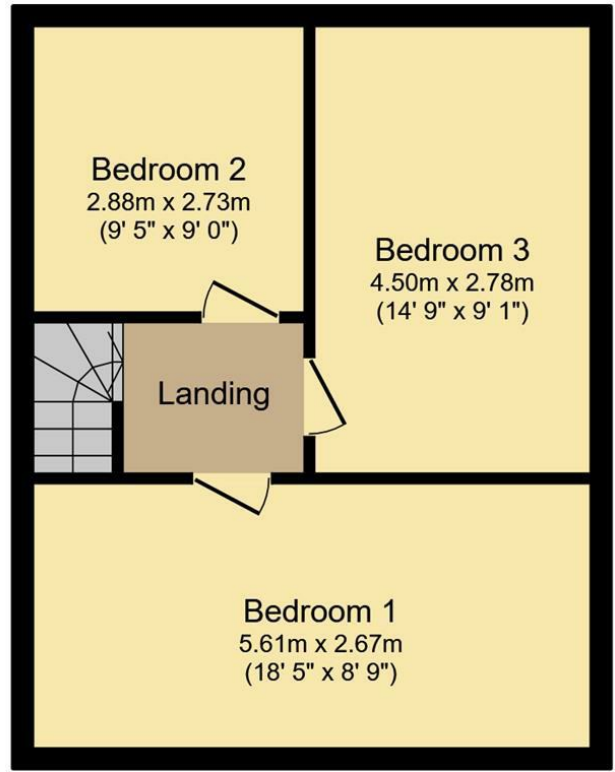 Bedroom 2
2.88m x 2.73m
(9' 5" x 9' 0")
Bedroom 3
4.50m x 2.78m
(14' 9" x 9' 1")
Landing
Bedroom 1
5.61m x 2.67m
(18' 5" x 8' 9")